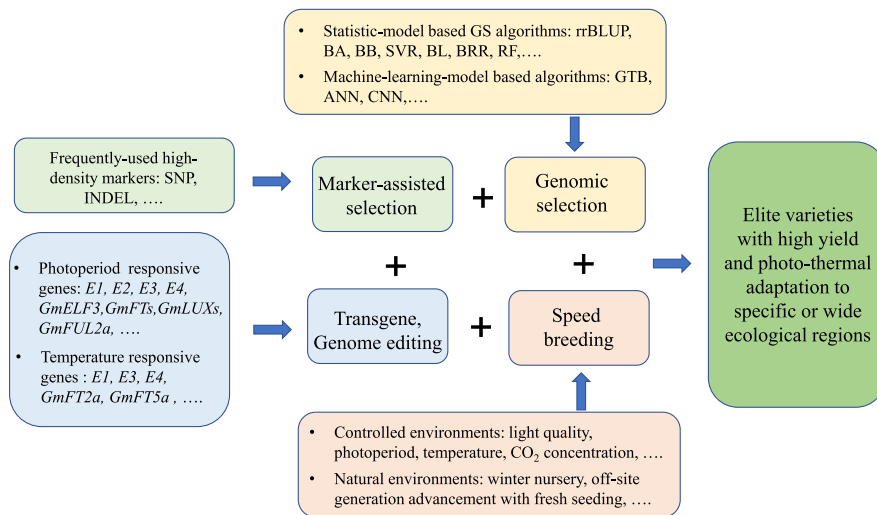 • Statistic-model based GS algorithms: rrBLUP,
BA, BB, SVR, BL, BRR, RF,….
• Machine-learning-model based algorithms: GTB,
ANN, CNN,….
Frequently-used high-
density markers: SNP,
INDEL, ….
Marker-assisted
selection
+
Genomic
selection
+
+
• Photoperiod responsive
genes: E1, E2, E3, E4,
GmELF3,GmFTs,GmLUXs,
GmFUL2a, ….
• Temperature responsive
genes : E1, E3, E4,
GmFT2a, GmFT5a , ….
Transgene,
Genome editing
+
Speed
breeding
• Controlled environments: light quality,
photoperiod, temperature, CO₂ concentration, ….
• Natural environments: winter nursery, off-site
generation advancement with fresh seeding, ….
Elite varieties
with high yield
and photo-thermal
adaptation to
specific or wide
ecological regions